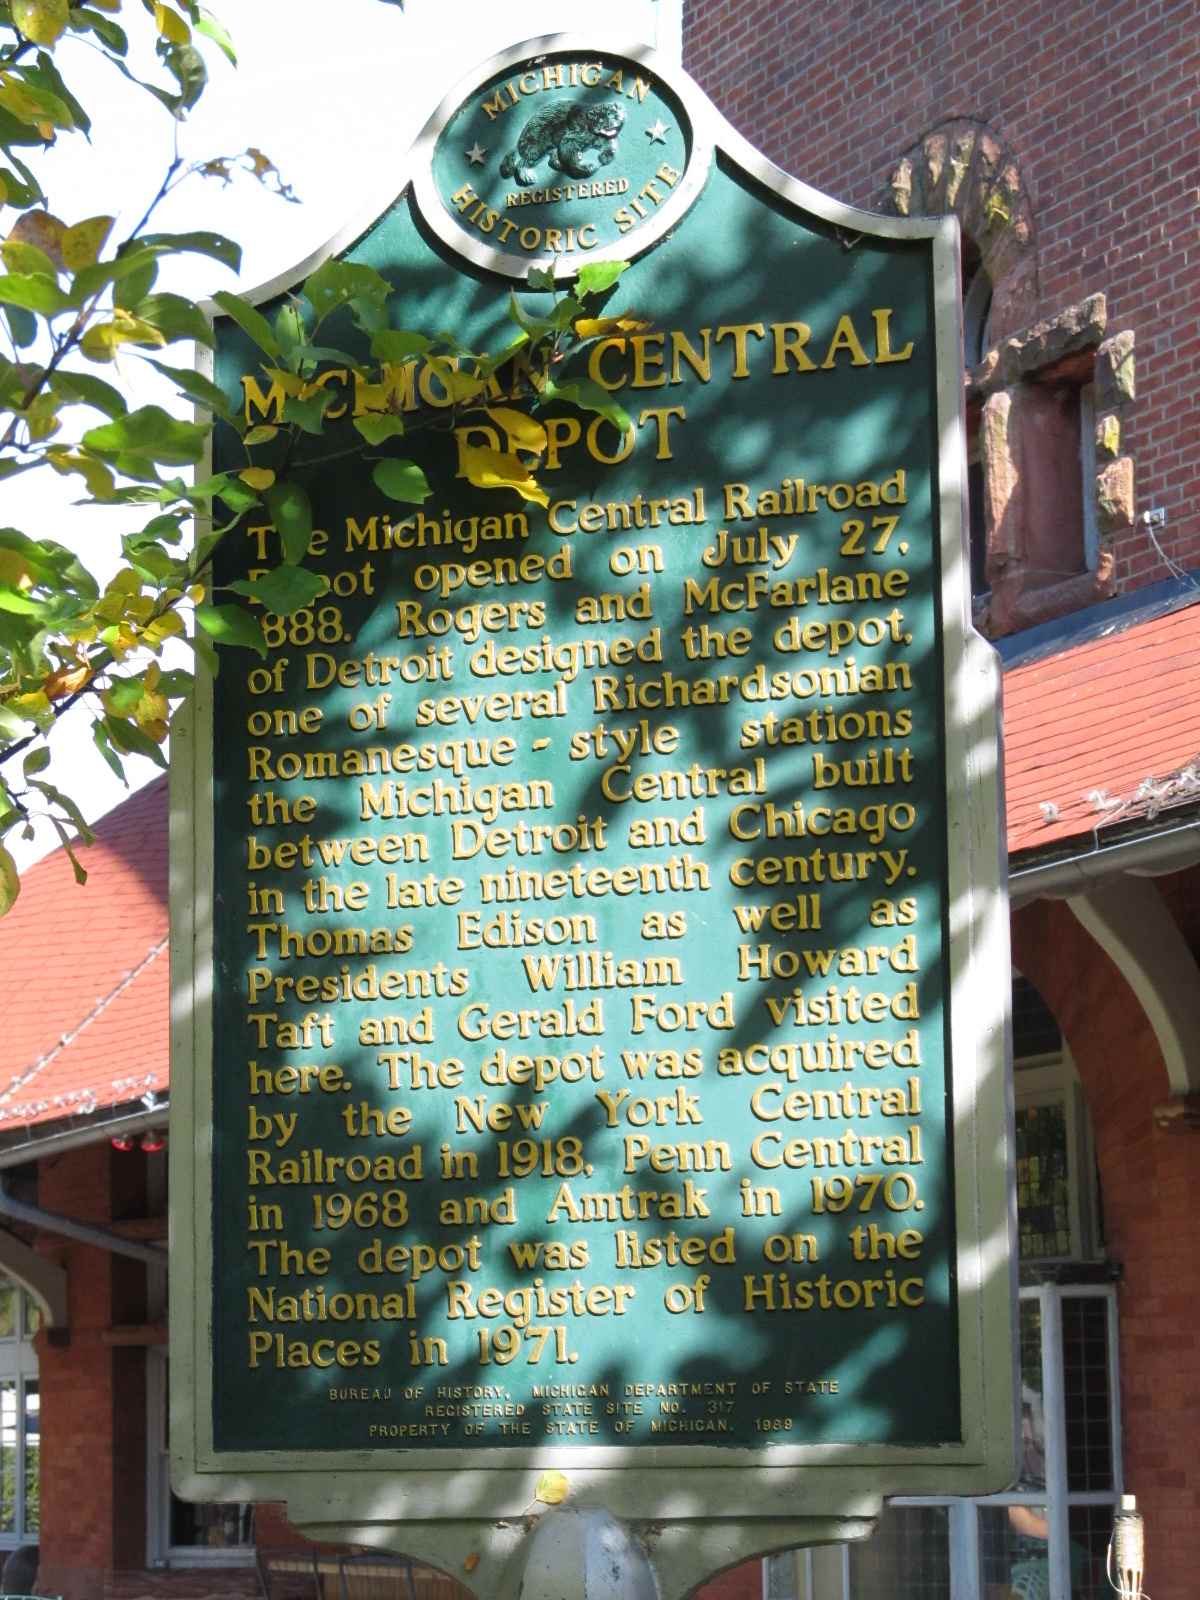 MICHIGAN
REGISTERED
HISTORIC SITE
MICHIGAN CENTRAL
DEPOT
The Michigan Central Railroad
Depot opened on July 27,
1888. Rogers and McFarlane
of Detroit designed the depot,
one of several Richardsonian
Romanesque-style stations
the Michigan Central built
between Detroit and Chicago
in the late nineteenth century.
Thomas Edison as well as
Presidents William Howard
Taft and Gerald Ford visited
here. The depot was acquired
by the New York Central
Railroad in 1918, Penn Central
in 1968 and Amtrak in 1970.
The depot was listed on the
National Register of Historic
Places in 1971.
BUREAU OF HISTORY, MICHIGAN DEPARTMENT OF STATE
REGISTERED STATE SITE NO. 317
PROPERTY OF THE STATE OF MICHIGAN, 1989